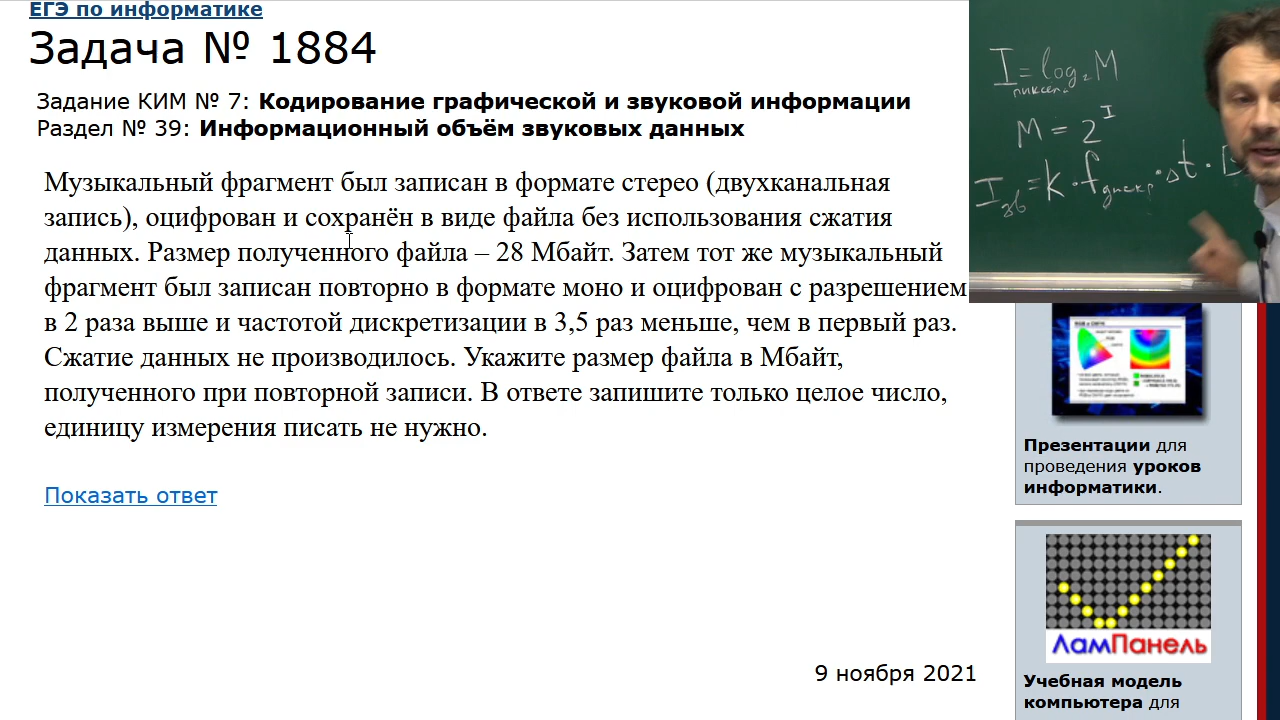 ЕГЭ по информатике
Задача № 1884
Задание КИМ № 7: Кодирование графической и звуковой информации
Раздел № 39: Информационный объём звуковых данных
Музыкальный фрагмент был записан в формате стерео (двухканальная
запись), оцифрован и сохранён в виде файла без использования сжатия
данных. Размер полученного файла – 28 Мбайт. Затем тот же музыкальный
фрагмент был записан повторно в формате моно и оцифрован с разрешением
в 2 раза выше и частотой дискретизации в 3,5 раз меньше, чем в первый раз.
Сжатие данных не производилось. Укажите размер файла в Мбайт,
полученного при повторной записи. В ответе запишите только целое число,
единицу измерения писать не нужно.
Показать ответ
9 ноября 2021
I = log₂ M
пиксел.
M = 2^I
I зв = k · f дискр · Δt ·
Презентации для
проведения уроков
информатики.
ЛамПанель
Учебная модель
компьютера для